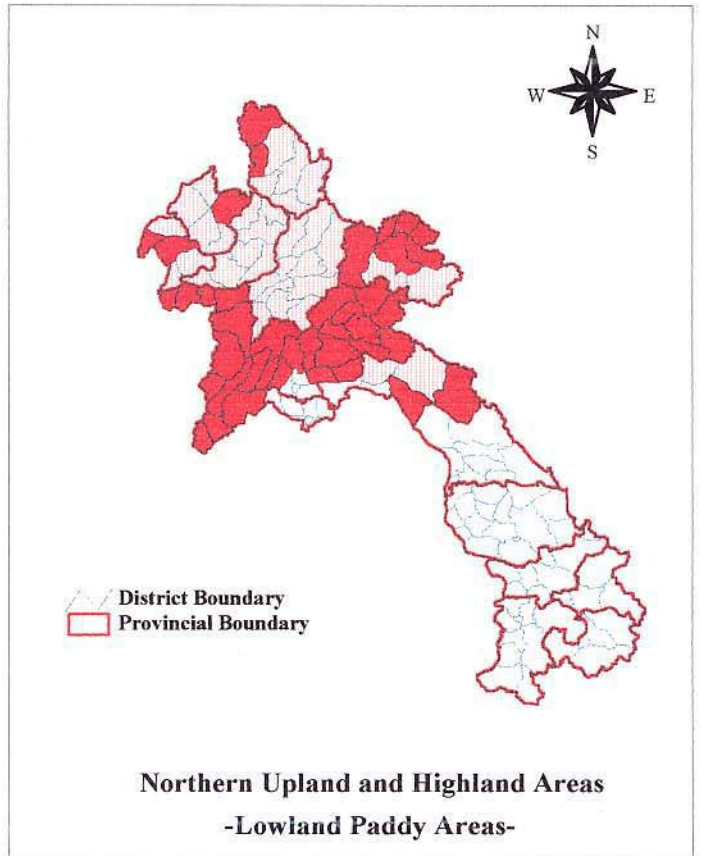 N
W E
S
District Boundary
Provincial Boundary
Northern Upland and Highland Areas
-Lowland Paddy Areas-